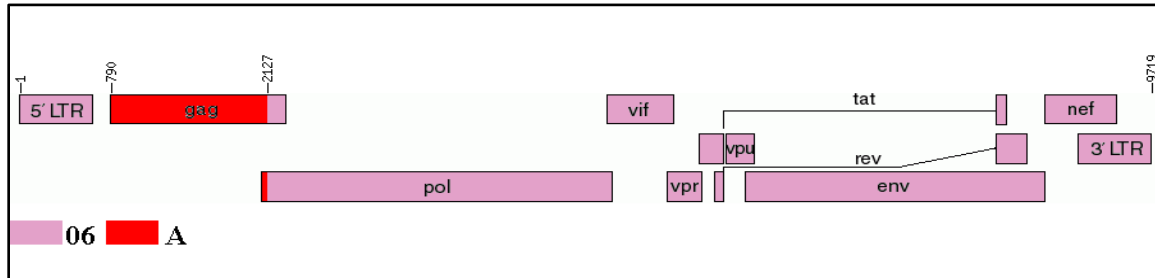 1 790 2127 9719
5′ LTR gag vif tat nef
vpu rev 3′ LTR
pol vpr env
06 A